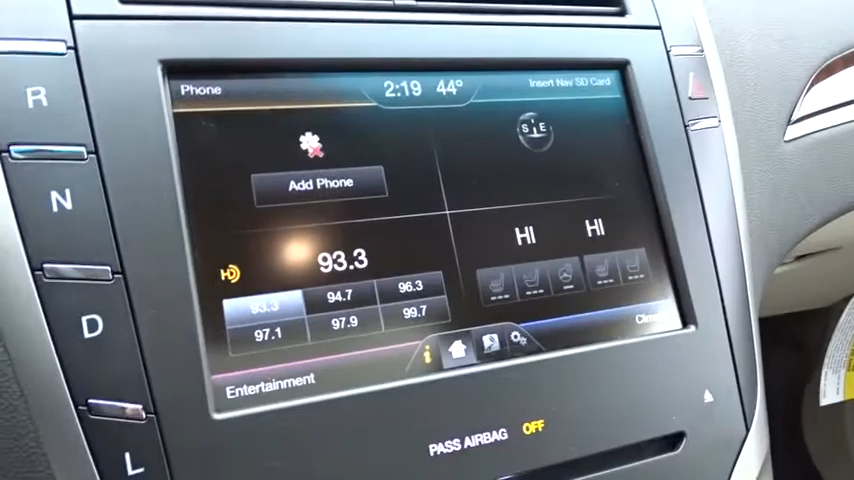 R
N
D
L
Phone
2:19 44°
Insert Nav SD Card
Add Phone
S E
HD 93.3
93.3 94.7 96.3
97.1 97.9 99.7
HI HI
Entertainment
i
Climate
PASS AIRBAG OFF